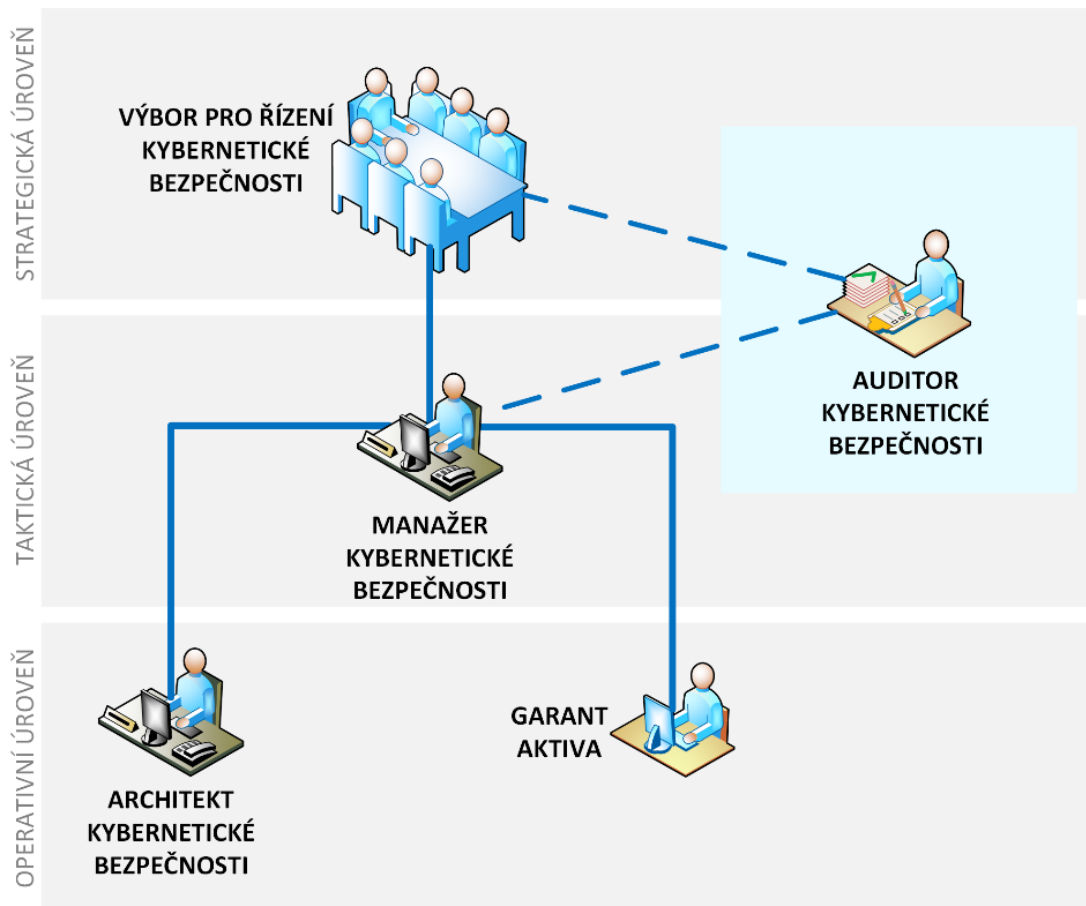 STRATEGICKÁ ÚROVEŇ
VÝBOR PRO ŘÍZENÍ
KYBERNETICKÉ
BEZPEČNOSTI
AUDITOR
KYBERNETICKÉ
BEZPEČNOSTI
TAKTICKÁ ÚROVEŇ
MANAŽER
KYBERNETICKÉ
BEZPEČNOSTI
OPERATIVNÍ ÚROVEŇ
ARCHITEKT
KYBERNETICKÉ
BEZPEČNOSTI
GARANT
AKTIVA